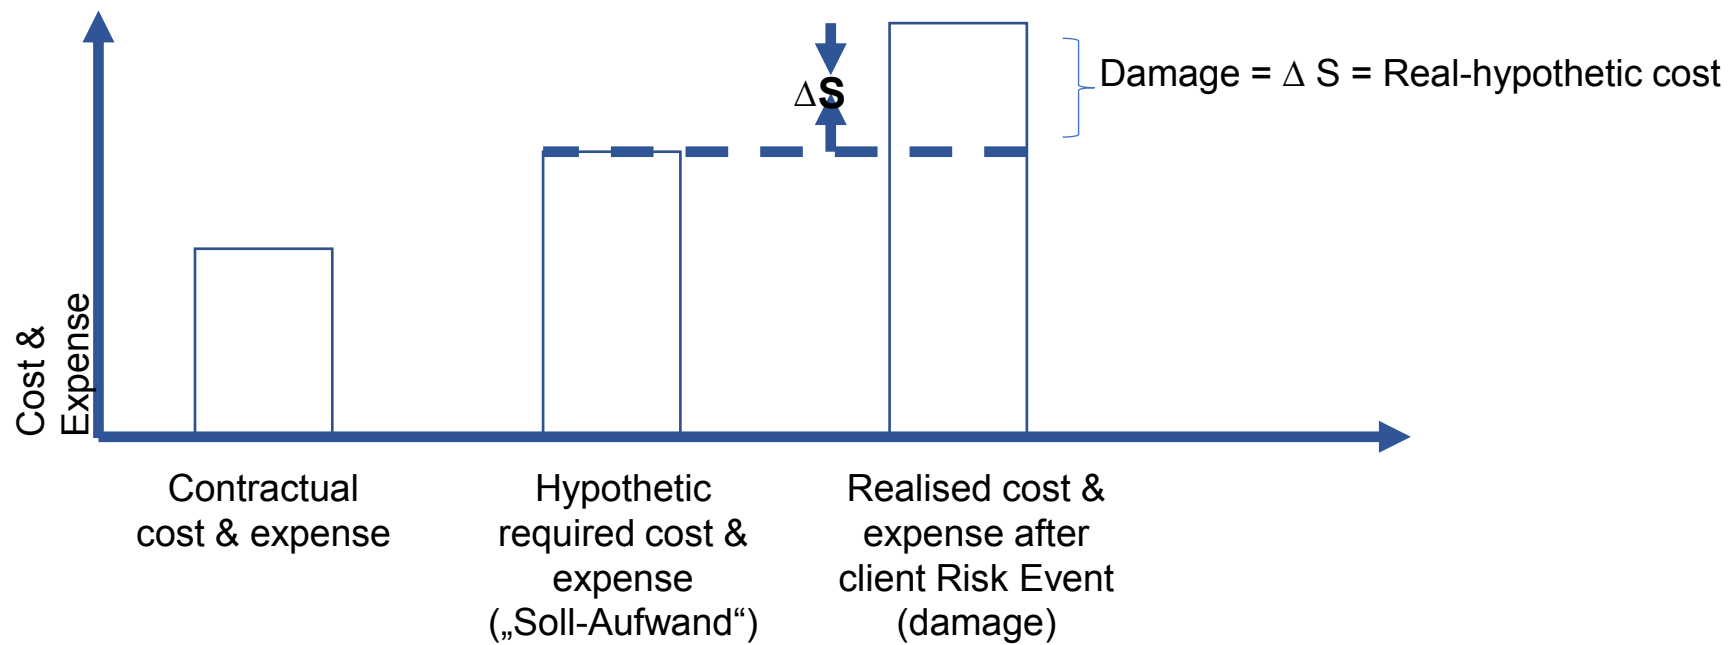 ΔS
Damage = Δ S = Real-hypothetic cost
Cost &
Expense
Contractual
cost & expense
Hypothetic
required cost &
expense
(„Soll-Aufwand“)
Realised cost &
expense after
client Risk Event
(damage)